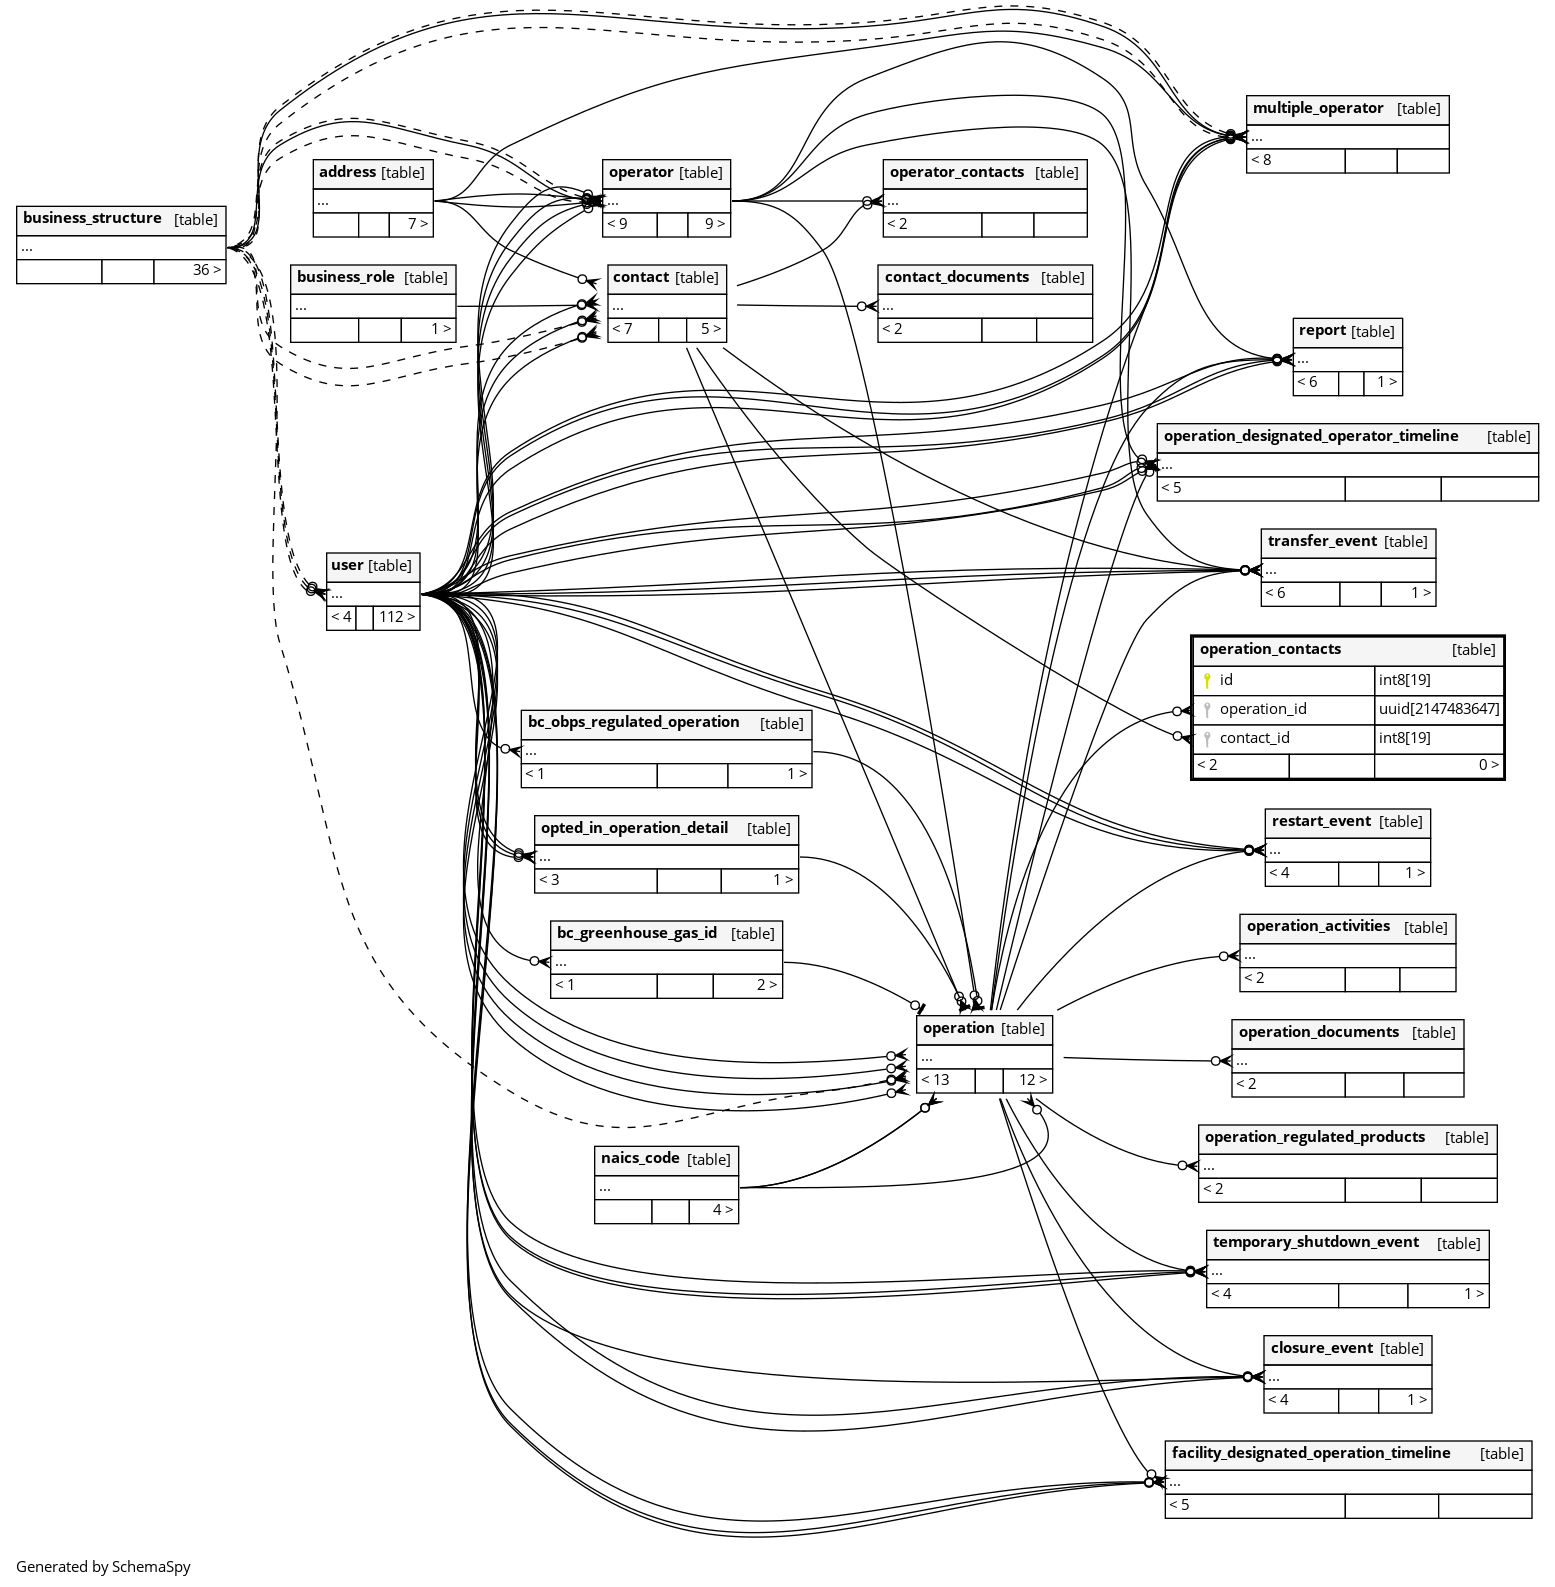 multiple_operator [table]
...
< 8
address [table]
...
7 >
operator [table]
...
< 9 9 >
operator_contacts [table]
...
< 2
business_structure [table]
...
36 >
business_role [table]
...
1 >
contact [table]
...
< 7 5 >
contact_documents [table]
...
< 2
report [table]
...
< 6 1 >
operation_designated_operator_timeline [table]
...
< 5
transfer_event [table]
...
< 6 1 >
user [table]
...
< 4 112 >
operation_contacts [table]
id int8[19]
operation_id uuid[2147483647]
contact_id int8[19]
< 2 0 >
bc_obps_regulated_operation [table]
...
< 1 1 >
opted_in_operation_detail [table]
...
< 3 1 >
restart_event [table]
...
< 4 1 >
bc_greenhouse_gas_id [table]
...
< 1 2 >
operation_activities [table]
...
< 2
operation [table]
...
< 13 12 >
operation_documents [table]
...
< 2
operation_regulated_products [table]
...
< 2
naics_code [table]
...
4 >
temporary_shutdown_event [table]
...
< 4 1 >
closure_event [table]
...
< 4 1 >
facility_designated_operation_timeline [table]
...
< 5
Generated by SchemaSpy